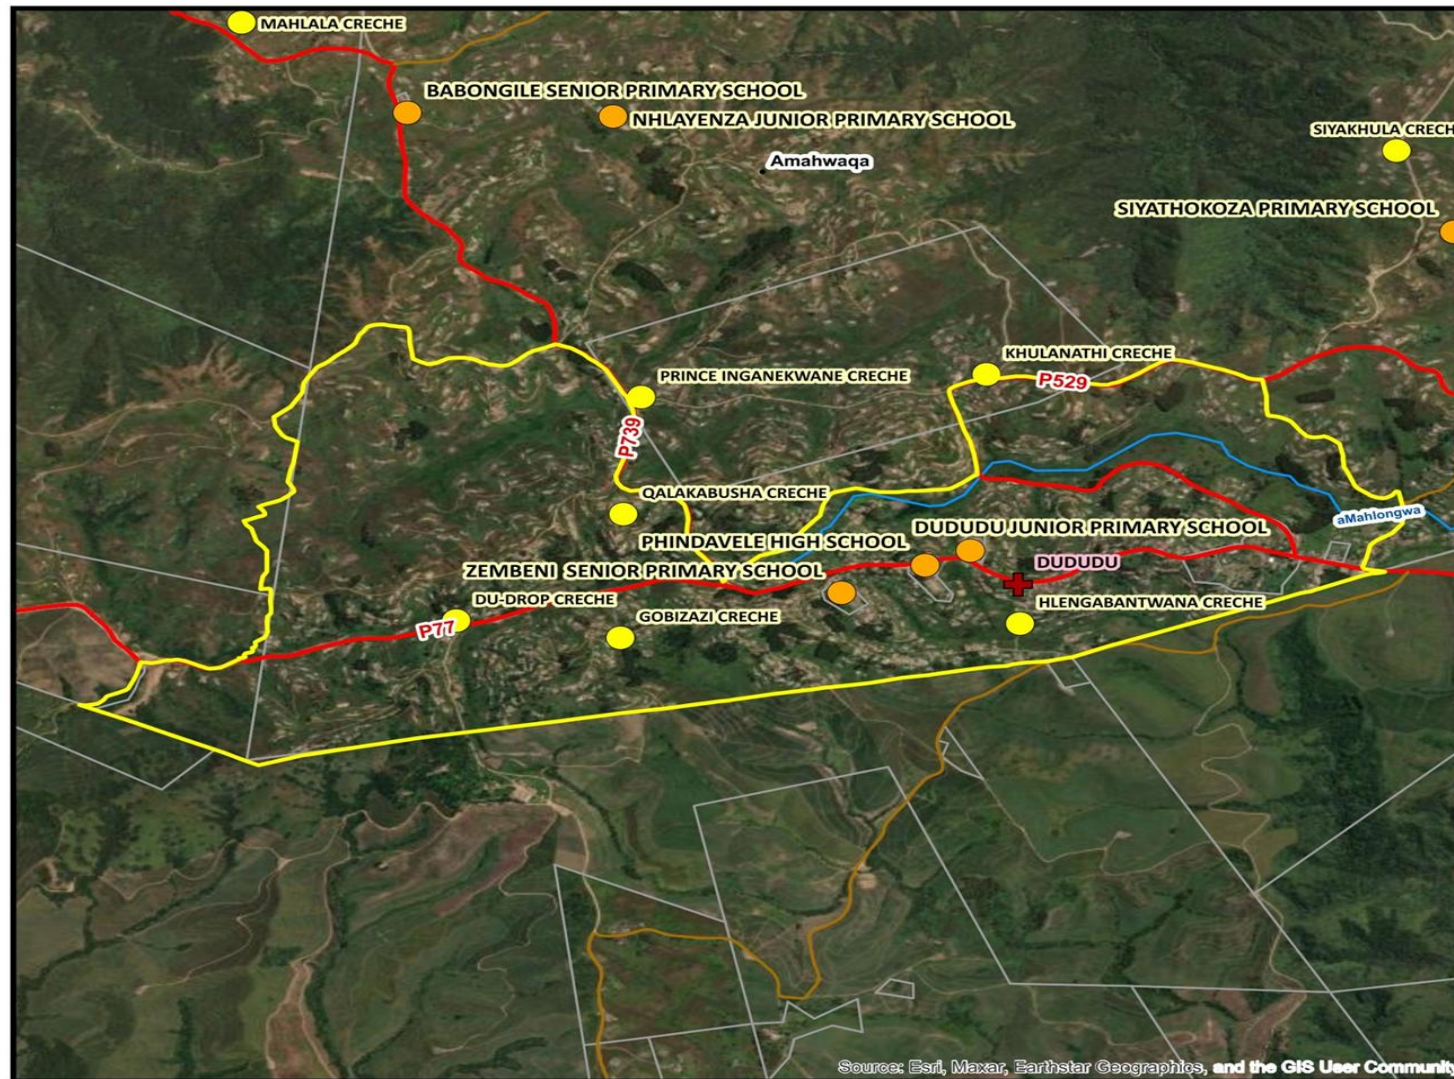 MAHLALA CRECHE
BABONGILE SENIOR PRIMARY SCHOOL
NHLAYENZA JUNIOR PRIMARY SCHOOL
SIYAKHULA CRECH
Amahwaqa
SIYATHOKOZA PRIMARY SCHOOL
KHULANATHI CRECHE
PRINCE INGANEKWANE CRECHE
P529
P739
QALAKABUSHA CRECHE
aMahlongwa
DUDUDU JUNIOR PRIMARY SCHOOL
PHINDAVELE HIGH SCHOOL
DUDUDU
ZEMBENI SENIOR PRIMARY SCHOOL
DU-DROP CRECHE
HLENGABANTWANA CRECHE
GOBIZAZI CRECHE
P77
Source: Esri, Maxar, Earthstar Geographics, and the GIS User Community